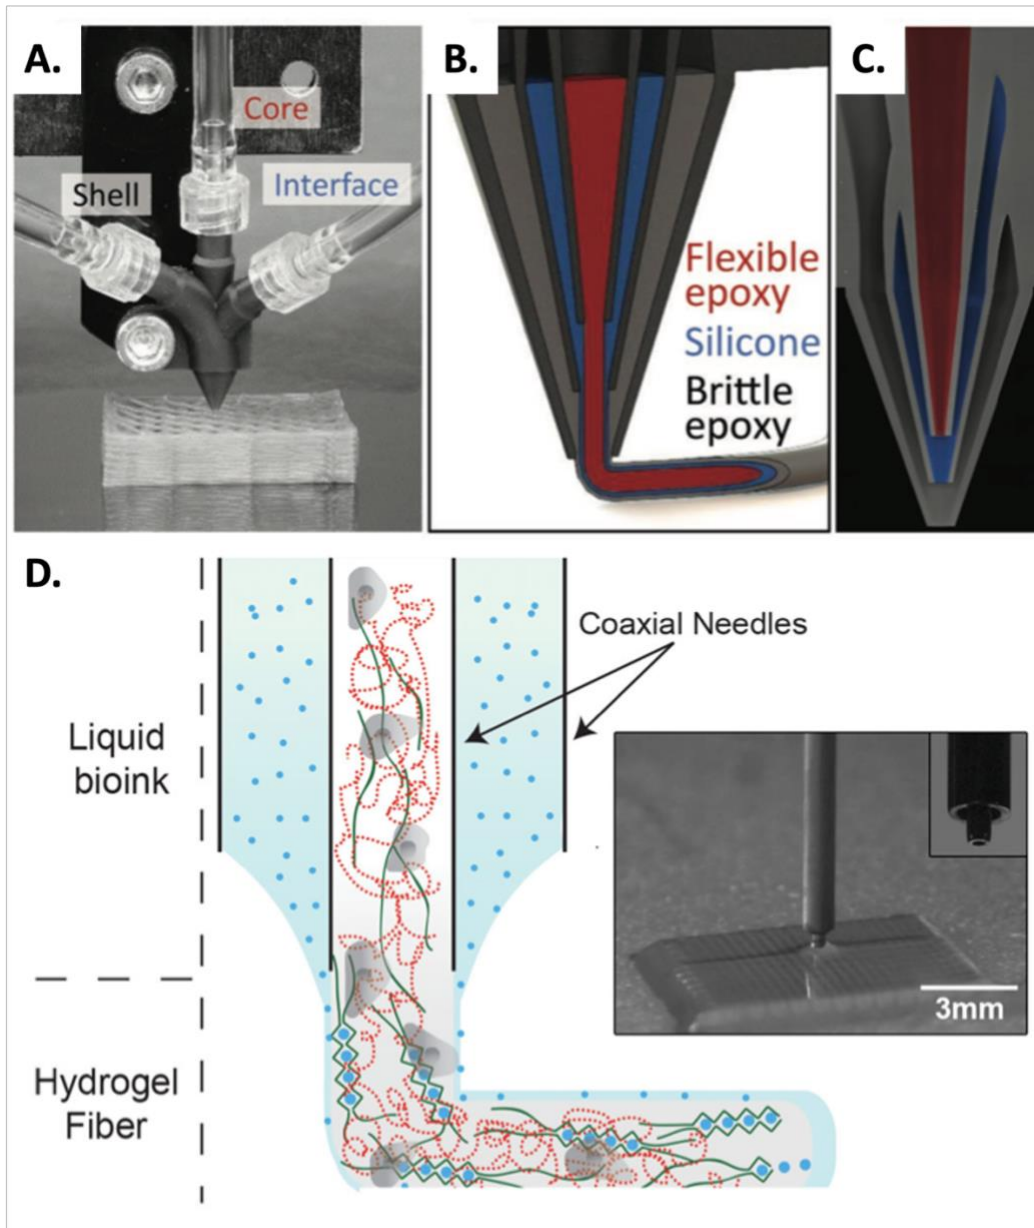 A.
Core
Shell
Interface
B.
Flexible
epoxy
Silicone
Brittle
epoxy
C.
D.
Liquid
bioink
Hydrogel
Fiber
Coaxial Needles
3mm